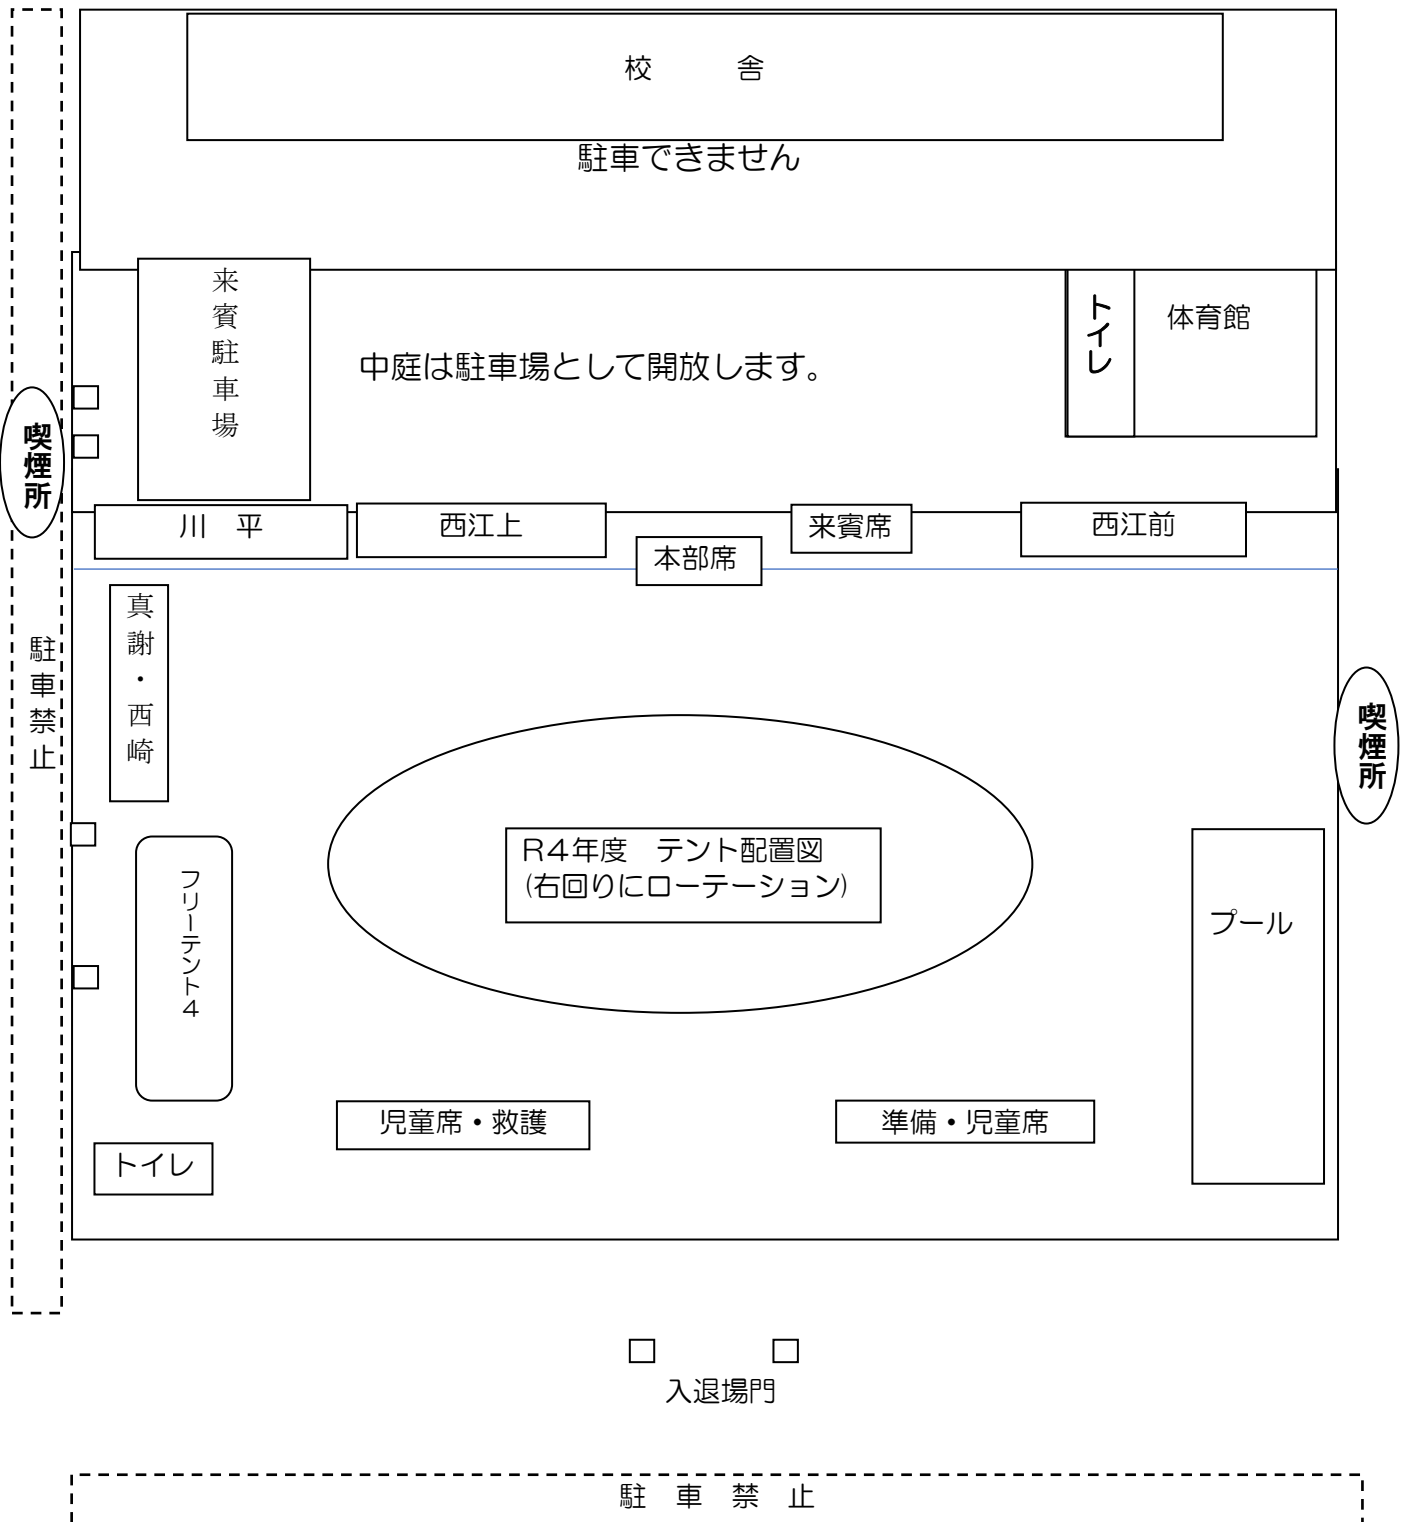 校　　　舎
駐車できません
来賓駐車場
中庭は駐車場として開放します。
トイレ
体育館
喫煙所
川　平
西江上
本部席
来賓席
西江前
真謝・西崎
駐車禁止
喫煙所
R4年度　テント配置図
(右回りにローテーション)
フリーテント4
プール
児童席・救護
準備・児童席
トイレ
入退場門
駐　車　禁　止